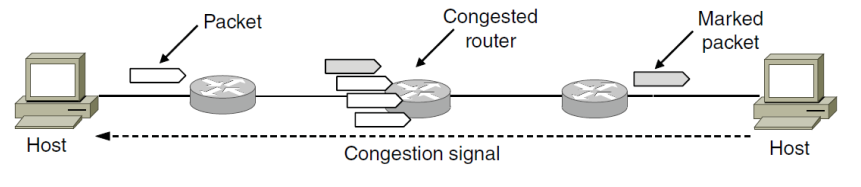 Packet
Congested
router
Marked
packet
Host
Congestion signal
Host